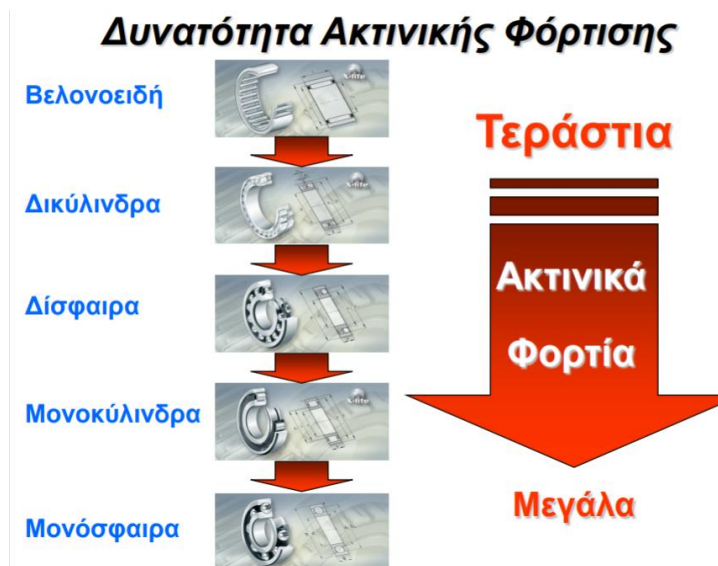 Δυνατότητα Ακτινικής Φόρτισης
Βελονοειδή
Δικύλινδρα
Δίσφαιρα
Μονοκύλινδρα
Μονόσφαιρα
Τεράστια
Ακτινικά
Φορτία
Μεγάλα